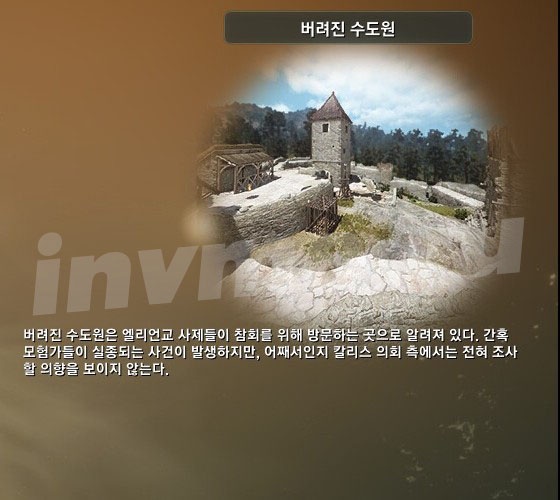 버려진 수도원
버려진 수도원은 엘리언교 사제들이 참회를 위해 방문하는 곳으로 알려져 있다. 간혹
모험가들이 실종되는 사건이 발생하지만, 어째서인지 칼리스 의회 측에서는 전혀 조사
할 의향을 보이지 않는다.